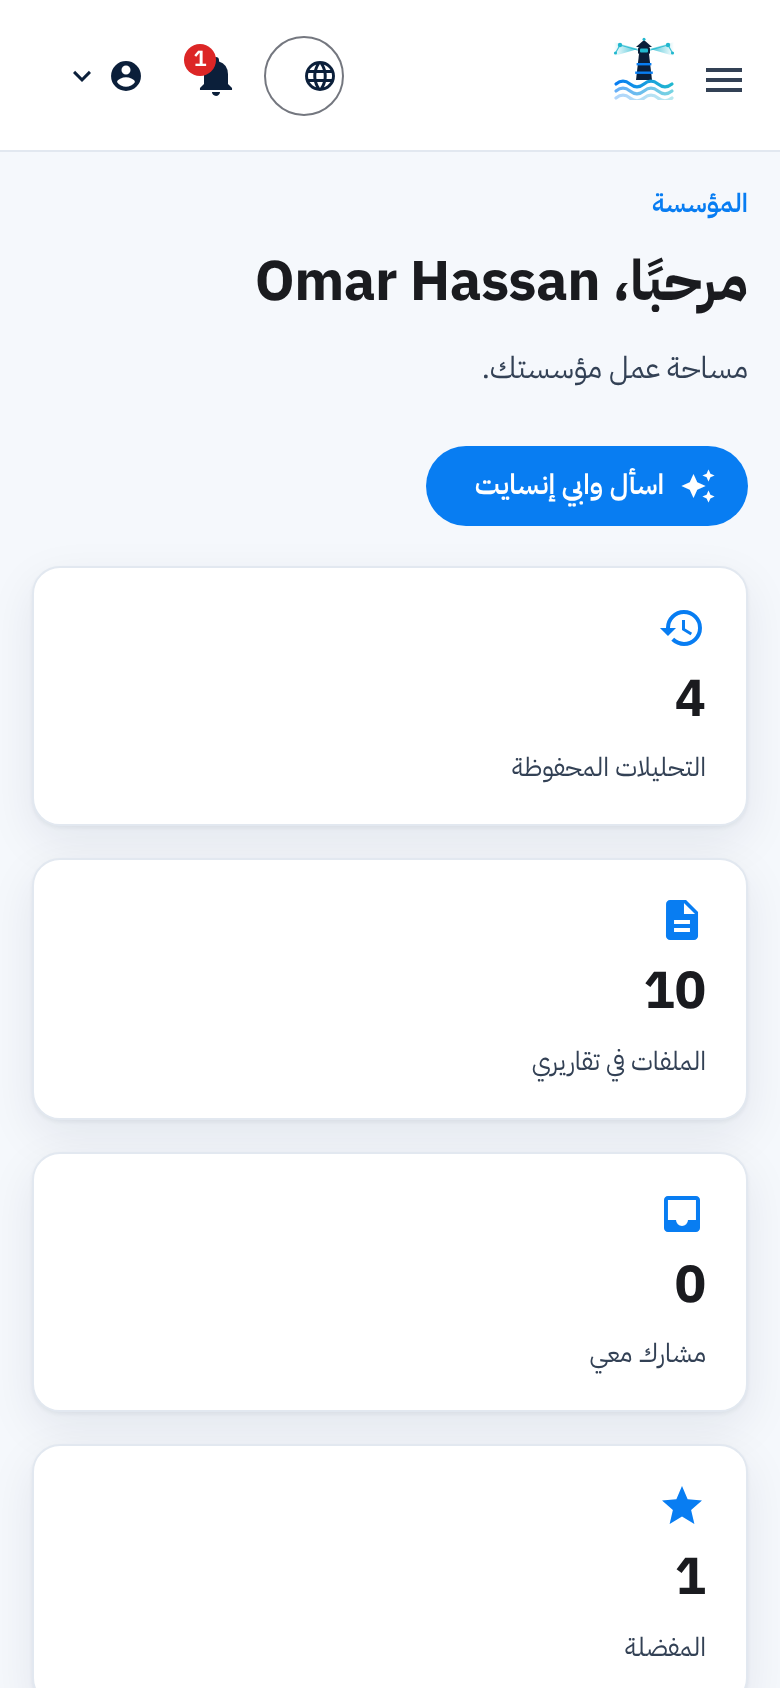 1
المؤسسة
مرحبًا، Omar Hassan
مساحة عمل مؤسستك.
اسأل وابي إنسايت
4
التحليلات المحفوظة
10
الملفات في تقاريري
0
مشارك معي
1
المفضلة